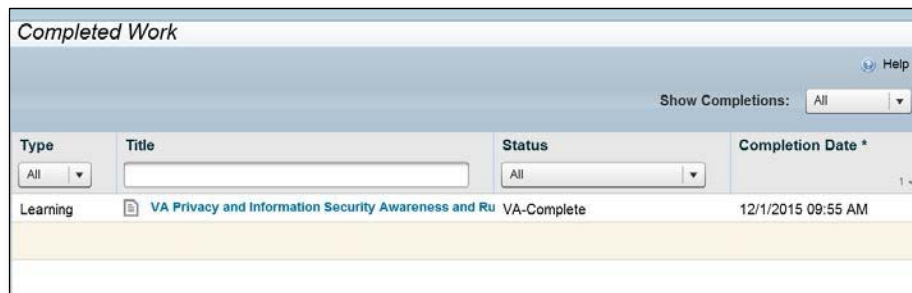 Completed Work
Help
Show Completions: All
Type Title Status Completion Date *
All All 1
Learning VA Privacy and Information Security Awareness and Ru VA-Complete 12/1/2015 09:55 AM